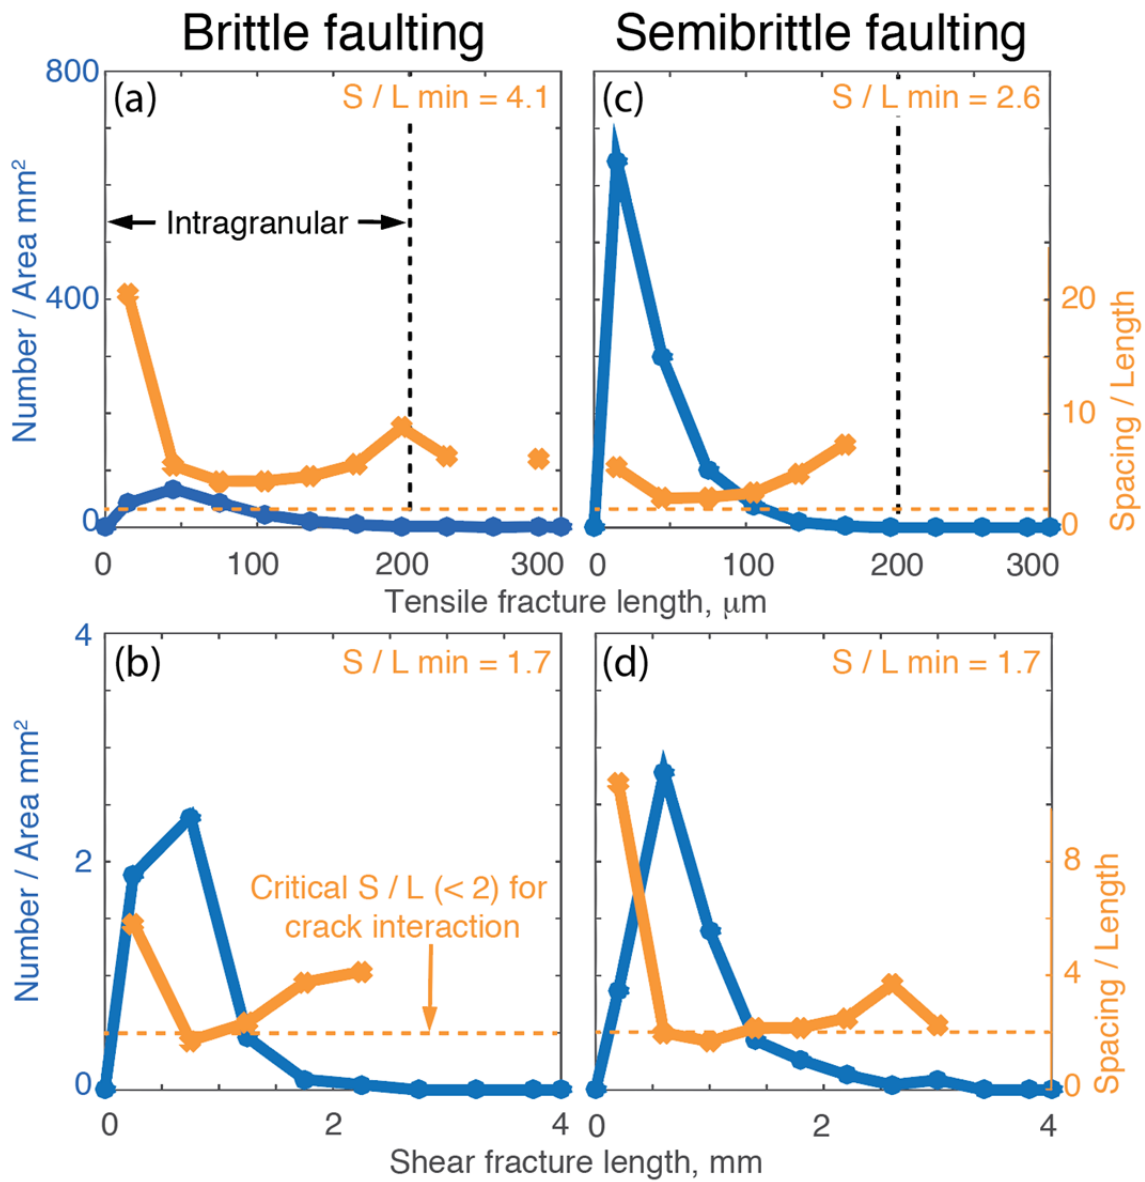 Brittle faulting
Semibrittle faulting
800
(a)
S / L min = 4.1
(c)
S / L min = 2.6
Intragranular
Number / Area mm²
400
0
20
10
0
Spacing / Length
0
100
200
300
0
100
200
300
Tensile fracture length, μm
4
(b)
S / L min = 1.7
(d)
S / L min = 1.7
Number / Area mm²
2
0
Critical S / L (< 2) for
crack interaction
8
4
0
Spacing / Length
0
2
4
0
2
4
Shear fracture length, mm